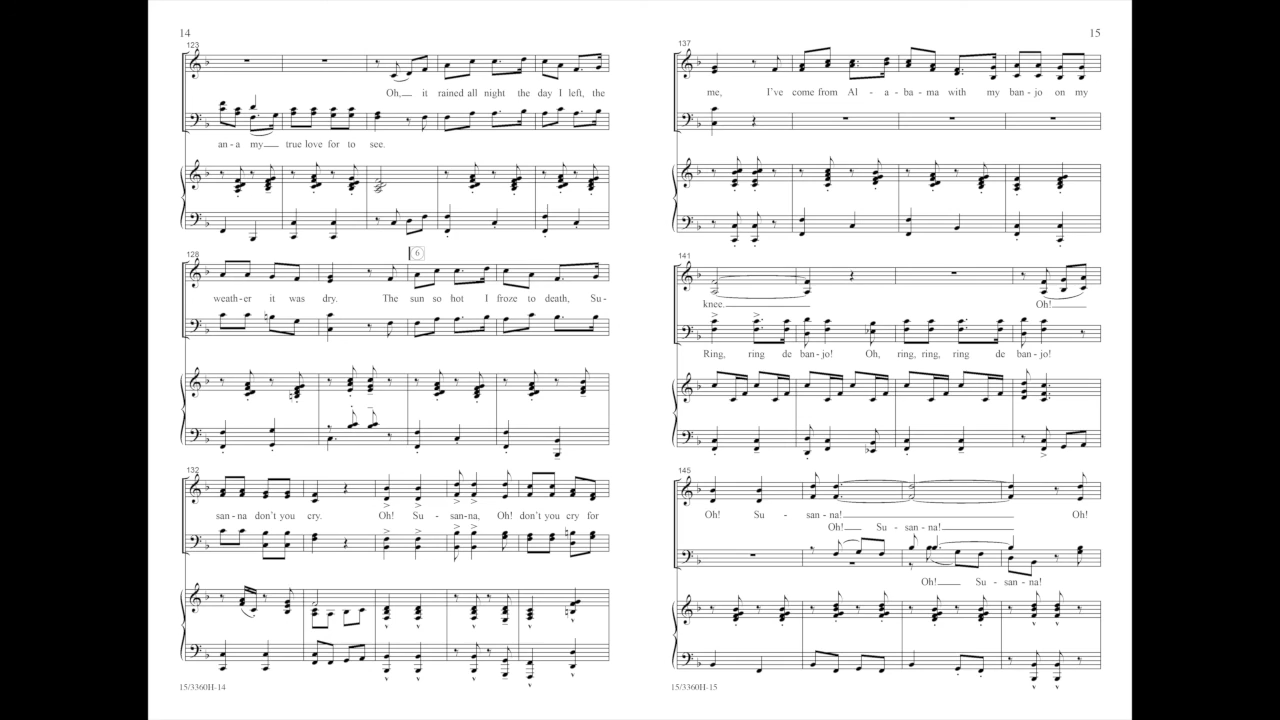 14
123
Oh, it rained all night the day I left, the
an - a my true love for to see.
128
6
weath-er it was dry. The sun so hot I froze to death, Su-
132
san-na don't you cry. Oh! Su - san-na, Oh! don't you cry for
15/3360H-14
15
137
me, I've come from Al - a - ba - ma with my ban - jo on my
141
knee. Oh!
Ring, ring de ban - jo! Oh, ring, ring, ring de ban - jo!
145
Oh! Su - san - na! Oh!
Oh! Su - san - na!
Oh! Su - san - na!
15/3360H-15